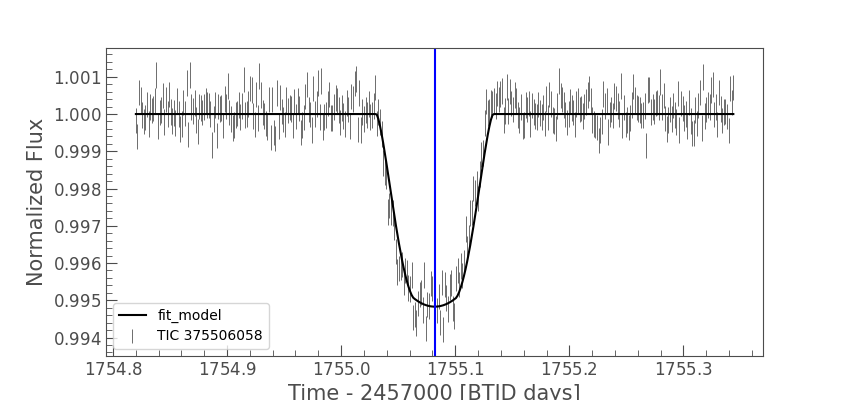 1.001
1.000
0.999
0.998
0.997
0.996
0.995
0.994
Normalized Flux
fit_model
TIC 375506058
1754.8 1754.9 1755.0 1755.1 1755.2 1755.3
Time - 2457000 [BTJD days]